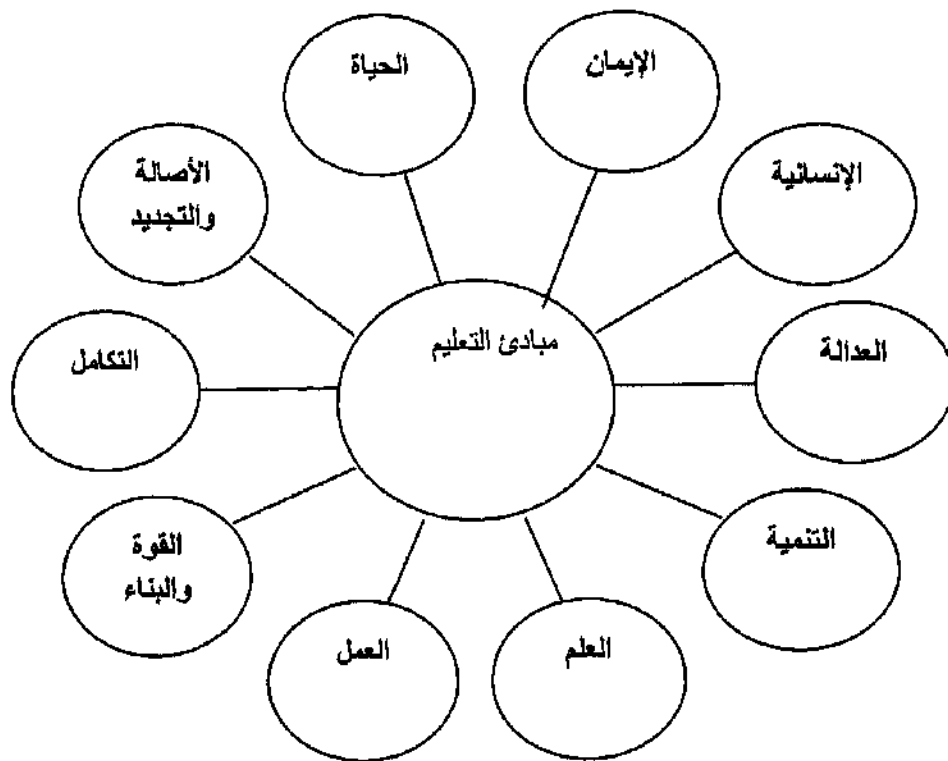 الإيمان
الحياة
الإنسانية
الأصالة
والتجديد
مبادئ التعليم
العدالة
التكامل
التنمية
القوة
والبناء
العلم
العمل